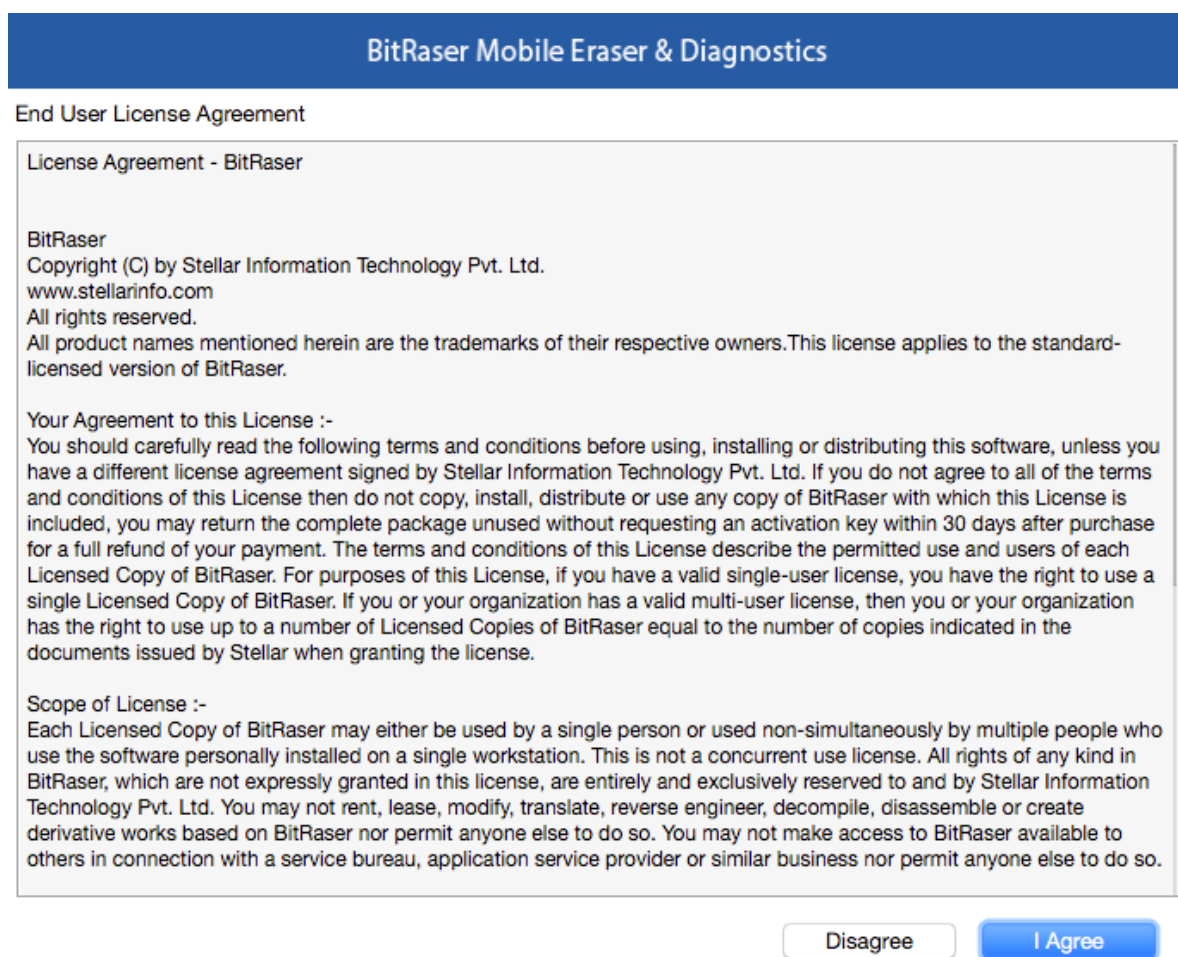 BitRaser Mobile Eraser & Diagnostics
End User License Agreement
License Agreement - BitRaser
BitRaser
Copyright (C) by Stellar Information Technology Pvt. Ltd.
www.stellarinfo.com
All rights reserved.
All product names mentioned herein are the trademarks of their respective owners.This license applies to the standard-
licensed version of BitRaser.
Your Agreement to this License :-
You should carefully read the following terms and conditions before using, installing or distributing this software, unless you
have a different license agreement signed by Stellar Information Technology Pvt. Ltd. If you do not agree to all of the terms
and conditions of this License then do not copy, install, distribute or use any copy of BitRaser with which this License is
included, you may return the complete package unused without requesting an activation key within 30 days after purchase
for a full refund of your payment. The terms and conditions of this License describe the permitted use and users of each
Licensed Copy of BitRaser. For purposes of this License, if you have a valid single-user license, you have the right to use a
single Licensed Copy of BitRaser. If you or your organization has a valid multi-user license, then you or your organization
has the right to use up to a number of Licensed Copies of BitRaser equal to the number of copies indicated in the
documents issued by Stellar when granting the license.
Scope of License :-
Each Licensed Copy of BitRaser may either be used by a single person or used non-simultaneously by multiple people who
use the software personally installed on a single workstation. This is not a concurrent use license. All rights of any kind in
BitRaser, which are not expressly granted in this license, are entirely and exclusively reserved to and by Stellar Information
Technology Pvt. Ltd. You may not rent, lease, modify, translate, reverse engineer, decompile, disassemble or create
derivative works based on BitRaser nor permit anyone else to do so. You may not make access to BitRaser available to
others in connection with a service bureau, application service provider or similar business nor permit anyone else to do so.
Disagree
I Agree